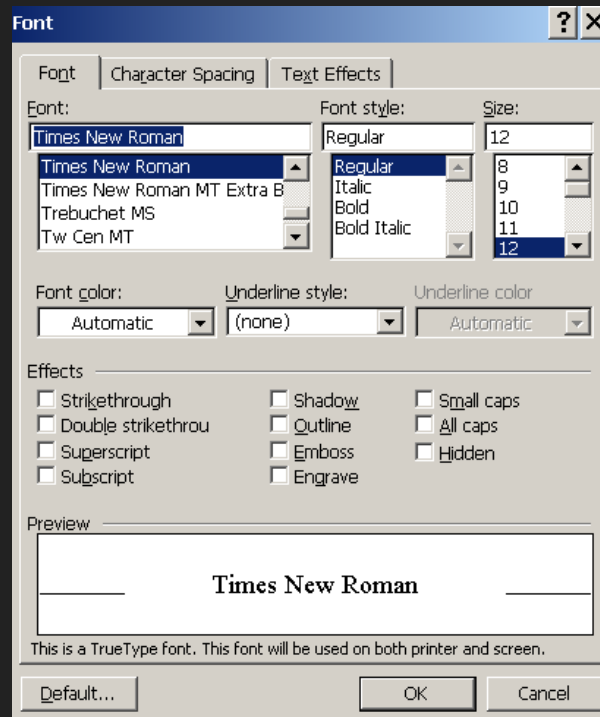 Font
? X
Font Character Spacing Text Effects
Font: Font style: Size:
Times New Roman Regular 12
Times New Roman Regular 8
Times New Roman MT Extra B Italic 9
Trebuchet MS Bold 10
Tw Cen MT Bold Italic 11
12
Font color: Underline style: Underline color
Automatic (none) Automatic
Effects
Strikethrough Shadow Small caps
Double strikethrou Outline All caps
Superscript Emboss Hidden
Subscript Engrave
Preview
Times New Roman
This is a TrueType font. This font will be used on both printer and screen.
Default... OK Cancel